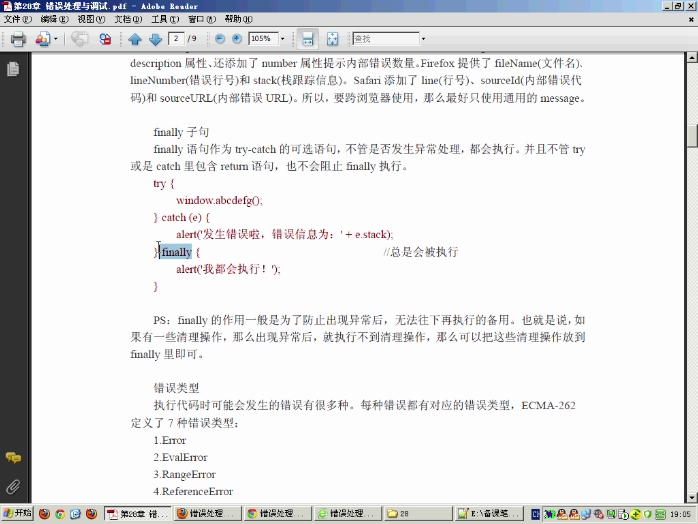 第28章 错误处理与调试.pdf - Adobe Reader
文件(F) 编辑(E) 视图(V) 文档(D) 工具(T) 窗口(W) 帮助(H)
2 / 9 105% 查找
description 属性、还添加了 number 属性提示内部错误数量。Firefox 提供了 fileName(文件名)、
lineNumber(错误行号)和 stack(栈跟踪信息)。Safari 添加了 line(行号)、sourceId(内部错误代
码)和 sourceURL(内部错误 URL)。所以，要跨浏览器使用，那么最好只使用通用的 message。
finally 子句
finally 语句作为 try-catch 的可选语句，不管是否发生异常处理，都会执行。并且不管 try
或是 catch 里包含 return 语句，也不会阻止 finally 执行。
try {
window.abcdefg();
} catch (e) {
alert('发生错误啦，错误信息为：' + e.stack);
} finally { //总是会被执行
alert('我都会执行！');
}
PS：finally 的作用一般是为了防止出现异常后，无法往下再执行的备用。也就是说，如
果有一些清理操作，那么出现异常后，就执行不到清理操作，那么可以把这些清理操作放到
finally 里即可。
错误类型
执行代码时可能会发生的错误有很多种。每种错误都有对应的错误类型，ECMA-262
定义了 7 种错误类型：
1.Error
2.EvalError
3.RangeError
4.ReferenceError
开始 第28章 错... 错误处理... 错误处理... 错误处理... 28 E:\备课笔... 19:05